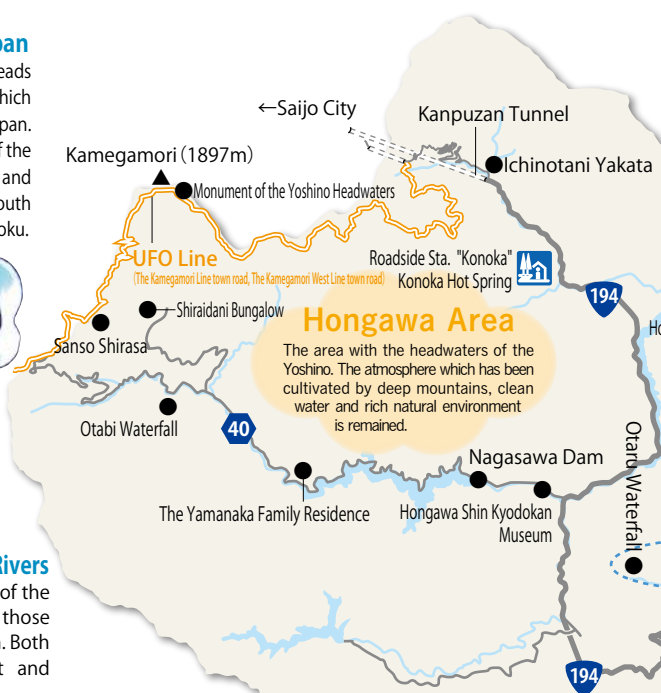 pan
eads
hich
pan.
f the
and
outh
oku.
←Saijo City
Kanpuzan Tunnel
Kamegamori（1897m）
Ichinotani Yakata
Monument of the Yoshino Headwaters
UFO Line
(The Kamegamori Line town road, The Kamegamori West Line town road)
Roadside Sta. "Konoka"
Konoka Hot Spring
194
Shiraidani Bungalow
Sanso Shirasa
Hongawa Area
The area with the headwaters of the
Yoshino. The atmosphere which has been
cultivated by deep mountains, clean
water and rich natural environment
is remained.
Ho
Otabi Waterfall
40
Otaru Waterfall
Nagasawa Dam
The Yamanaka Family Residence
Hongawa Shin Kyodokan
Museum
Rivers
of the
those
. Both
t and
194